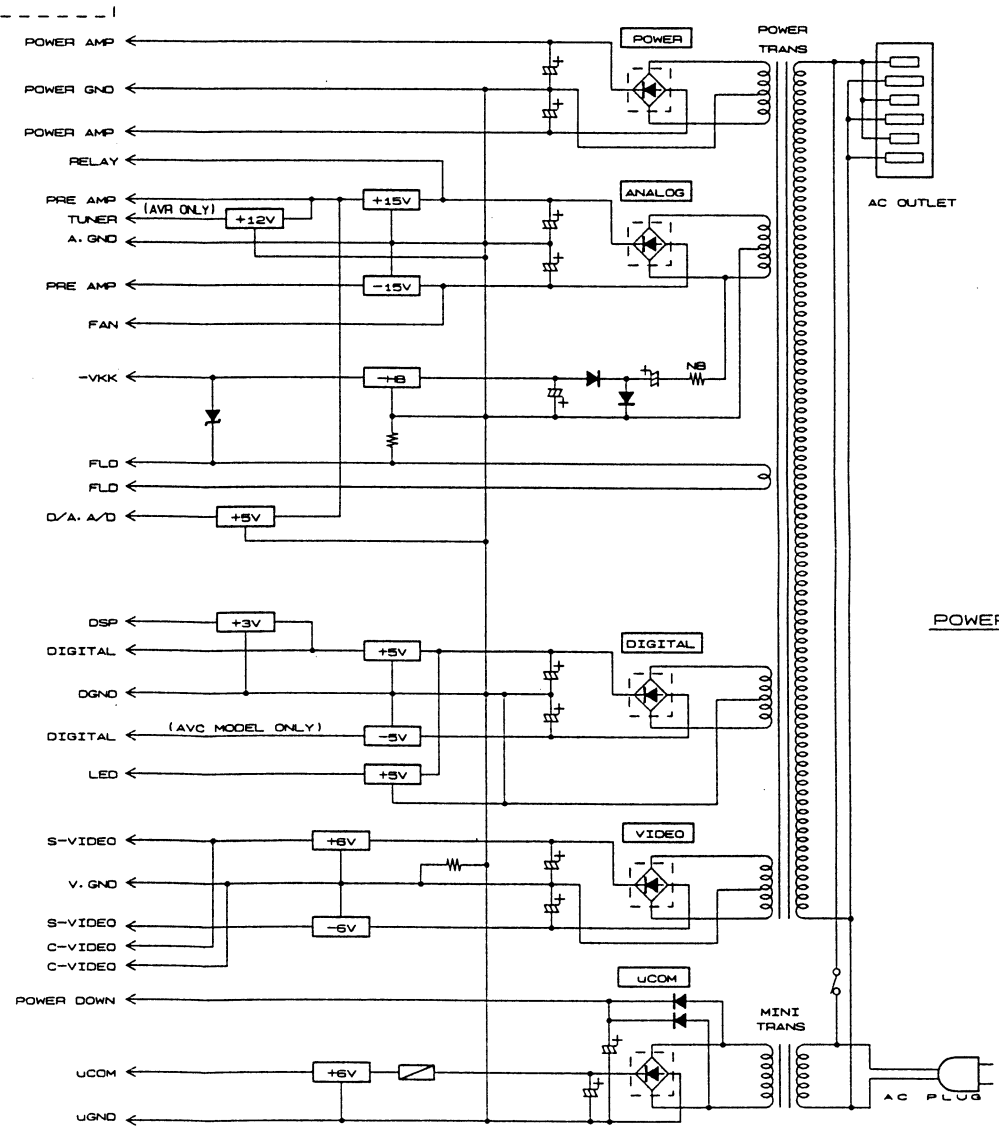 POWER AMP
POWER
POWER TRANS
POWER GND
POWER AMP
RELAY
PRE AMP
(AVR ONLY)
+15V
ANALOG
TUNER
+12V
AC OUTLET
A. GND
PRE AMP
-15V
FAN
-VKK
NB
FLD
FLD
D/A. A/D
+5V
DSP
+3V
POWER
DIGITAL
+5V
DIGITAL
DGND
DIGITAL
(AVC MODEL ONLY)
-5V
LED
+5V
VIDEO
S-VIDEO
+6V
V. GND
S-VIDEO
-6V
C-VIDEO
C-VIDEO
uCOM
POWER DOWN
MINI TRANS
uCOM
+6V
AC PLUG
uGND